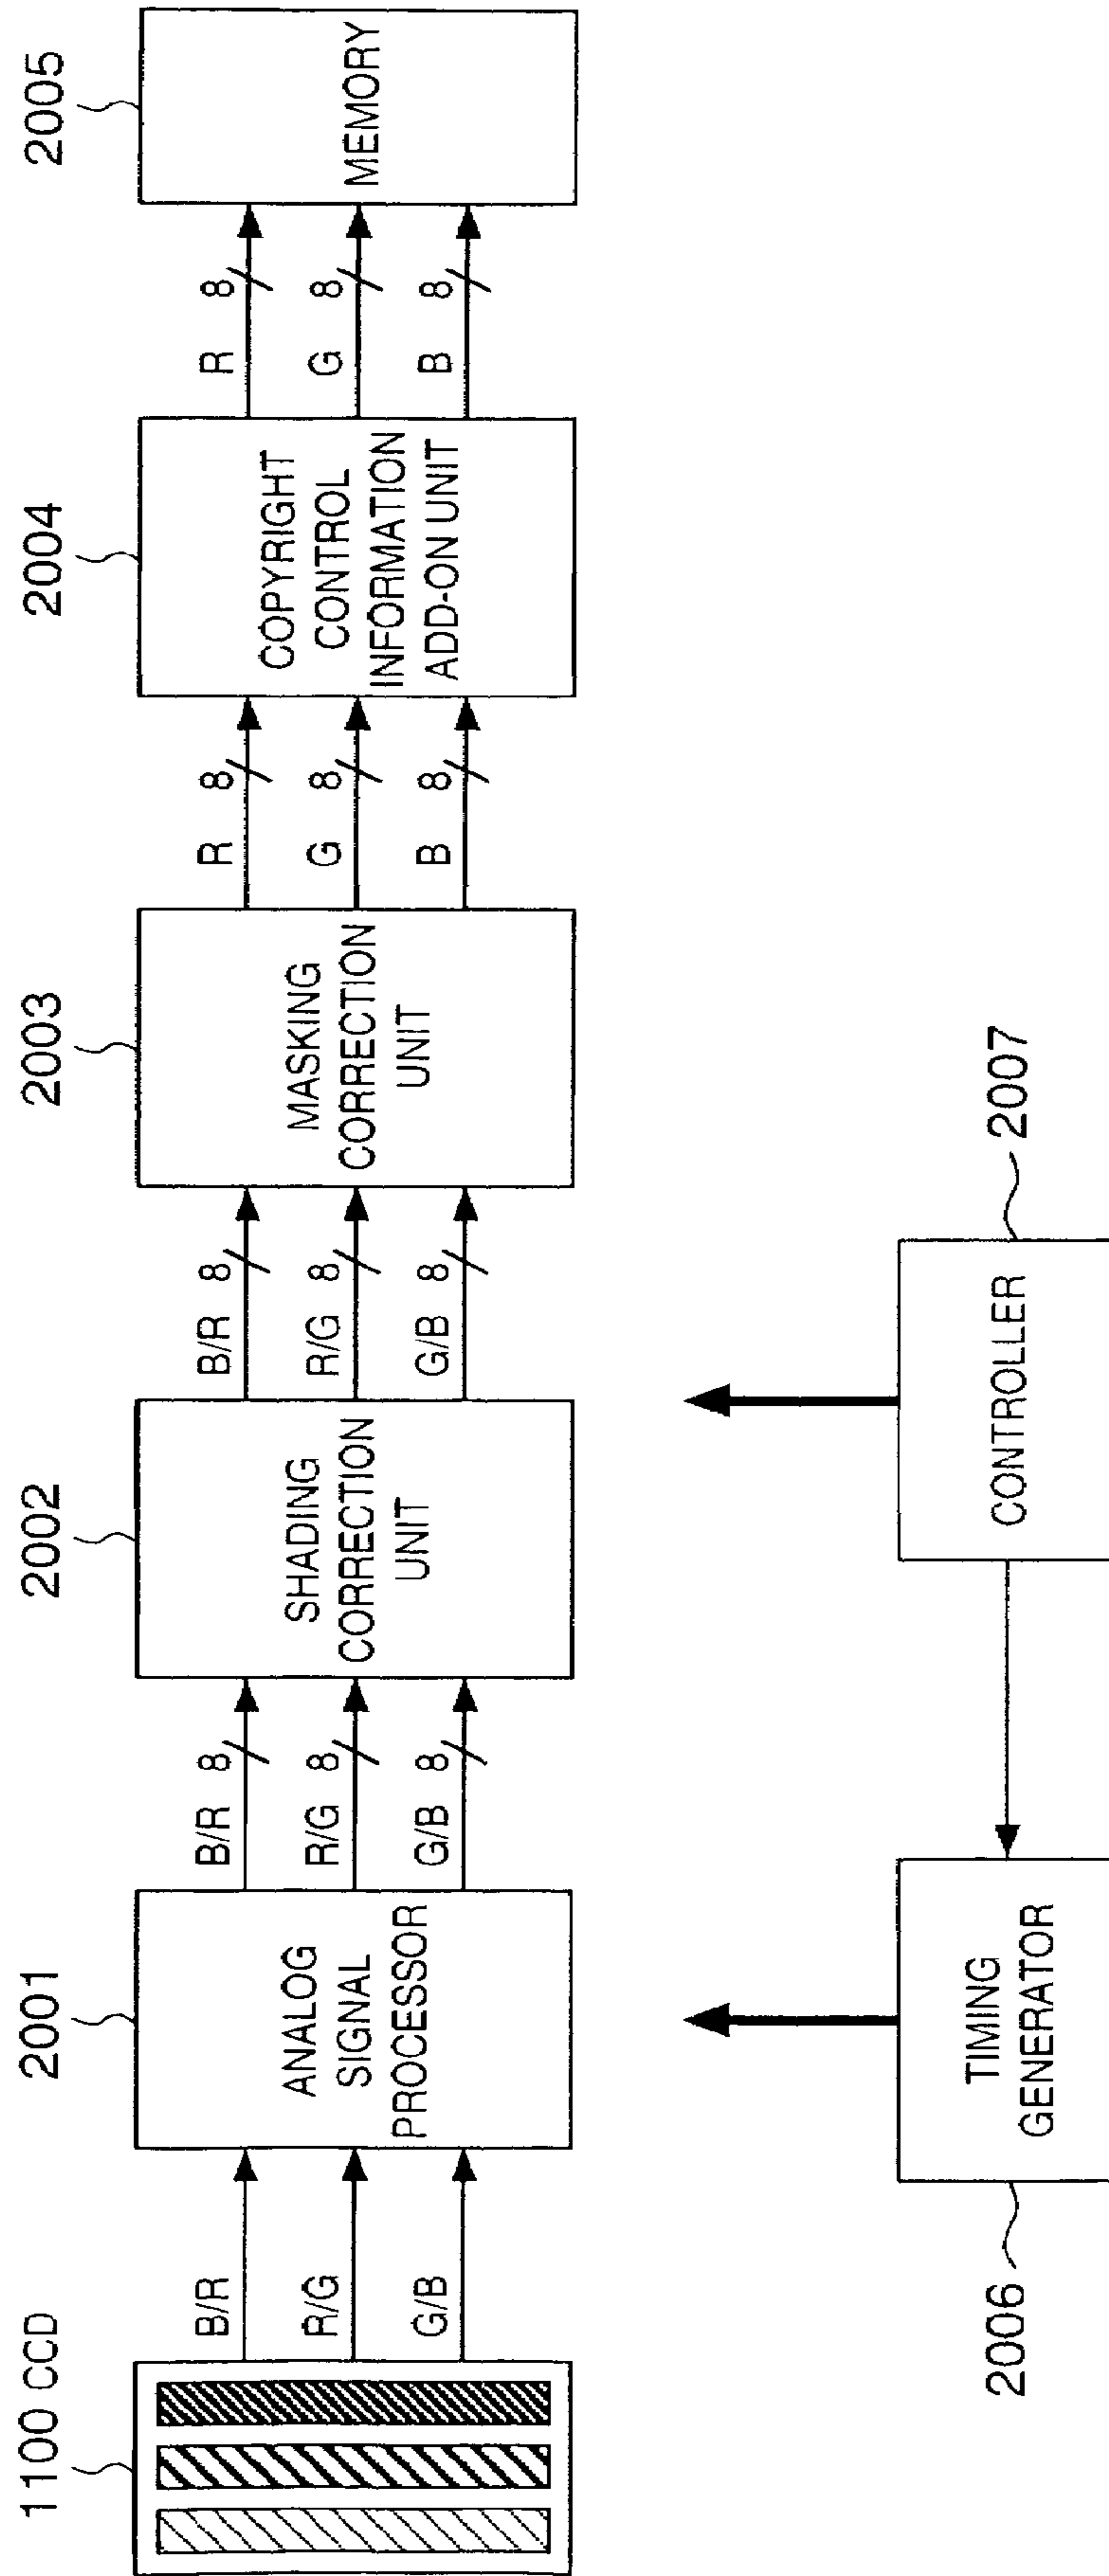 1100 CCD
B/R
R/G
G/B
2001
ANALOG
SIGNAL
PROCESSOR
B/R 8
R/G 8
G/B 8
2002
SHADING
CORRECTION
UNIT
B/R 8
R/G 8
G/B 8
2003
MASKING
CORRECTION
UNIT
R 8
G 8
B 8
2004
COPYRIGHT
CONTROL
INFORMATION
ADD-ON UNIT
R 8
G 8
B 8
2005
MEMORY
2006
TIMING
GENERATOR
CONTROLLER
2007